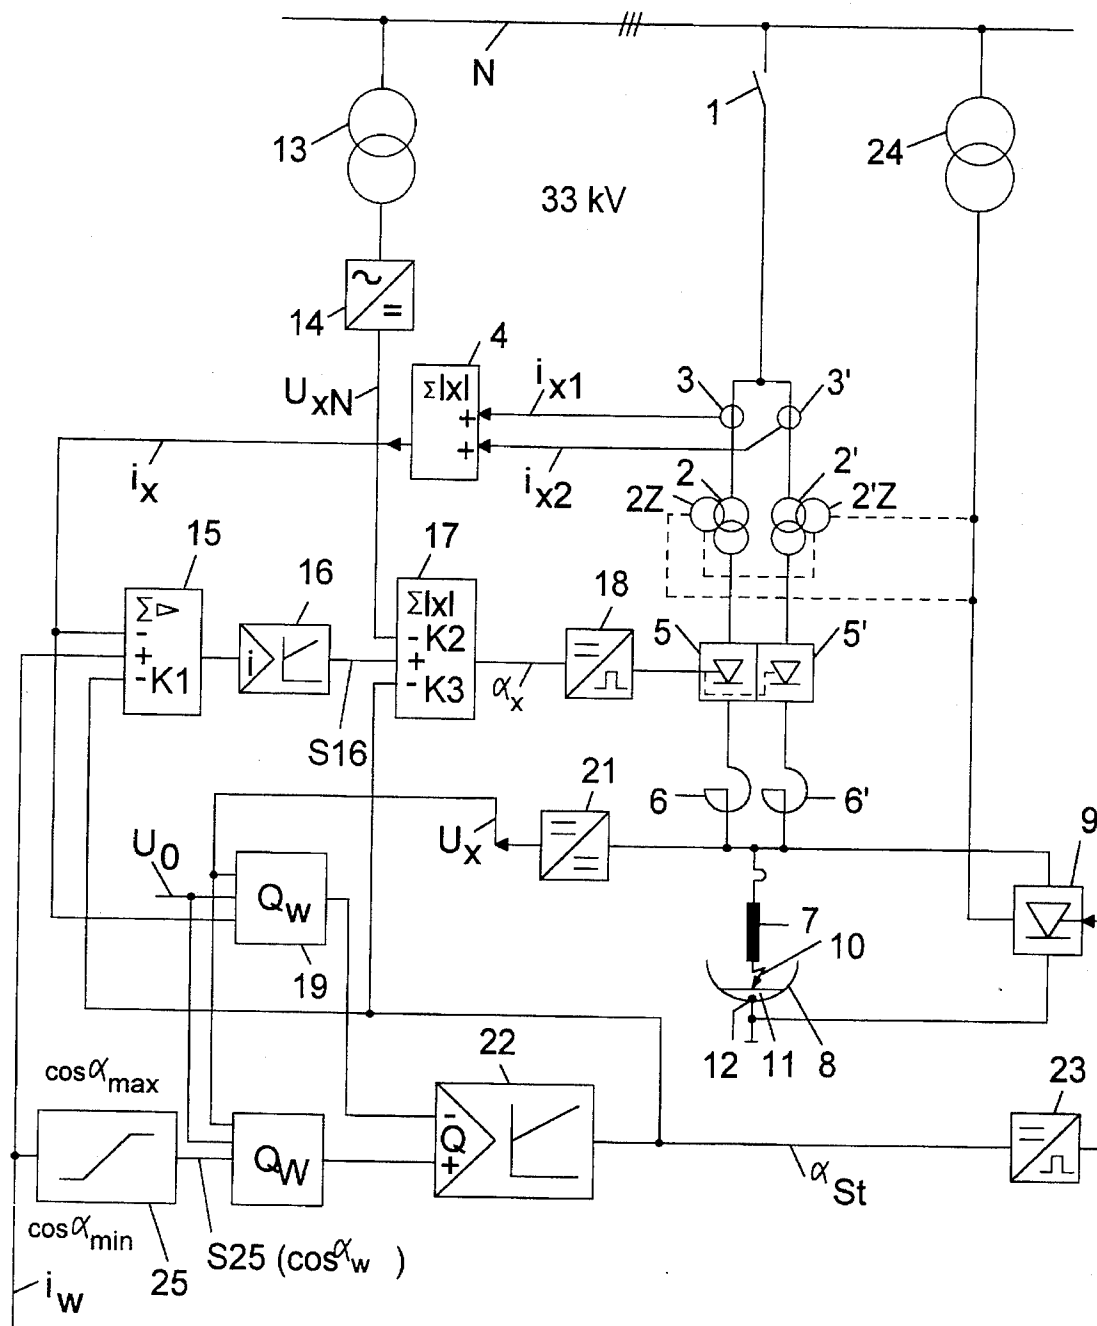 N
1
13
24
33 kV
14
4
UxN
Σ|x|
+
+
ix1
ix2
3
3'
ix
2
2'
2Z
2'Z
15
Σ▷
-
+
-K1
16
i
17
Σ|x|
-K2
+
-K3
S16
αx
18
5
5'
6
6'
21
Ux
U0
9
QW
19
7
10
12
11
8
22
23
cosαmax
cosαmin
25
QW
-
Q
+
S25 (cosαw )
αSt
iw